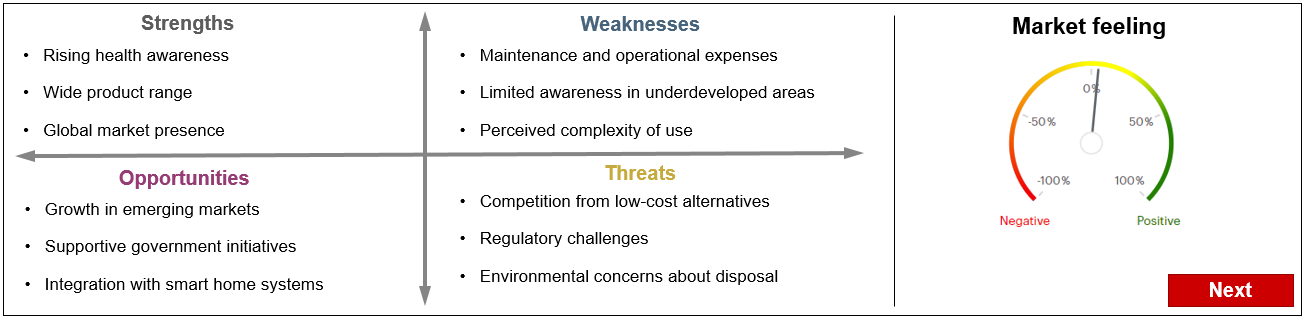 Strengths
• Rising health awareness
• Wide product range
• Global market presence
Weaknesses
• Maintenance and operational expenses
• Limited awareness in underdeveloped areas
• Perceived complexity of use
Opportunities
• Growth in emerging markets
• Supportive government initiatives
• Integration with smart home systems
Threats
• Competition from low-cost alternatives
• Regulatory challenges
• Environmental concerns about disposal
Market feeling
0%
-50%
50%
-100%
100%
Negative
Positive
Next